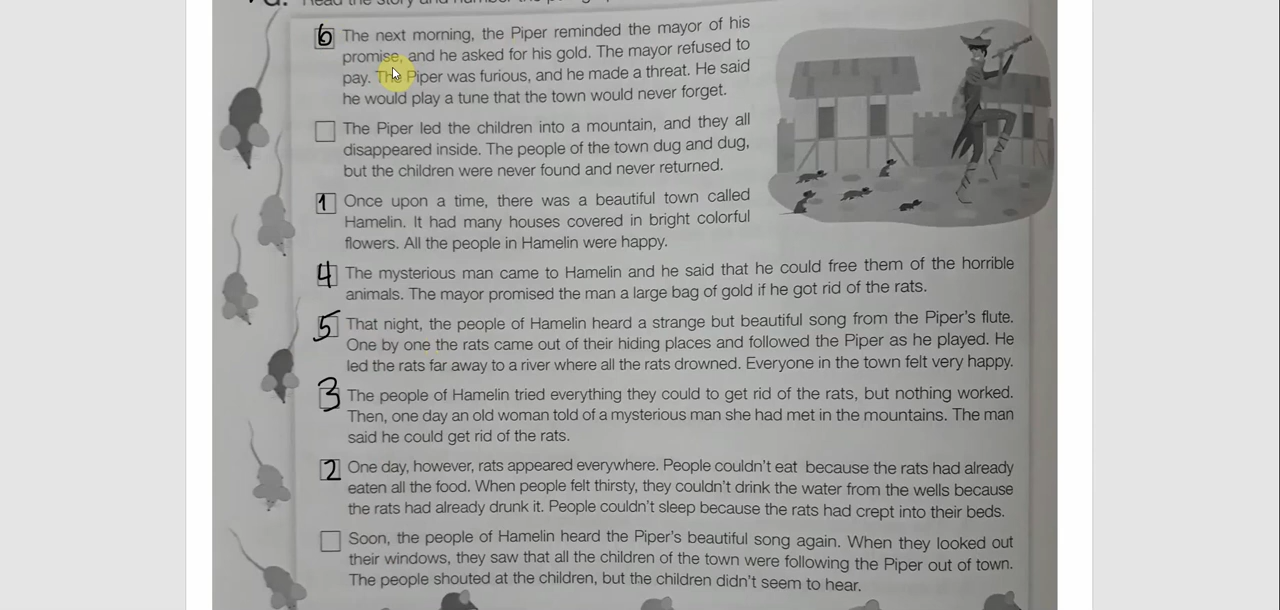 6 The next morning, the Piper reminded the mayor of his
promise, and he asked for his gold. The mayor refused to
pay. The Piper was furious, and he made a threat. He said
he would play a tune that the town would never forget.
The Piper led the children into a mountain, and they all
disappeared inside. The people of the town dug and dug,
but the children were never found and never returned.
1 Once upon a time, there was a beautiful town called
Hamelin. It had many houses covered in bright colorful
flowers. All the people in Hamelin were happy.
4 The mysterious man came to Hamelin and he said that he could free them of the horrible
animals. The mayor promised the man a large bag of gold if he got rid of the rats.
5 That night, the people of Hamelin heard a strange but beautiful song from the Piper's flute.
One by one the rats came out of their hiding places and followed the Piper as he played. He
led the rats far away to a river where all the rats drowned. Everyone in the town felt very happy.
3 The people of Hamelin tried everything they could to get rid of the rats, but nothing worked.
Then, one day an old woman told of a mysterious man she had met in the mountains. The man
said he could get rid of the rats.
2 One day, however, rats appeared everywhere. People couldn't eat because the rats had already
eaten all the food. When people felt thirsty, they couldn't drink the water from the wells because
the rats had already drunk it. People couldn't sleep because the rats had crept into their beds.
Soon, the people of Hamelin heard the Piper's beautiful song again. When they looked out
their windows, they saw that all the children of the town were following the Piper out of town.
The people shouted at the children, but the children didn't seem to hear.